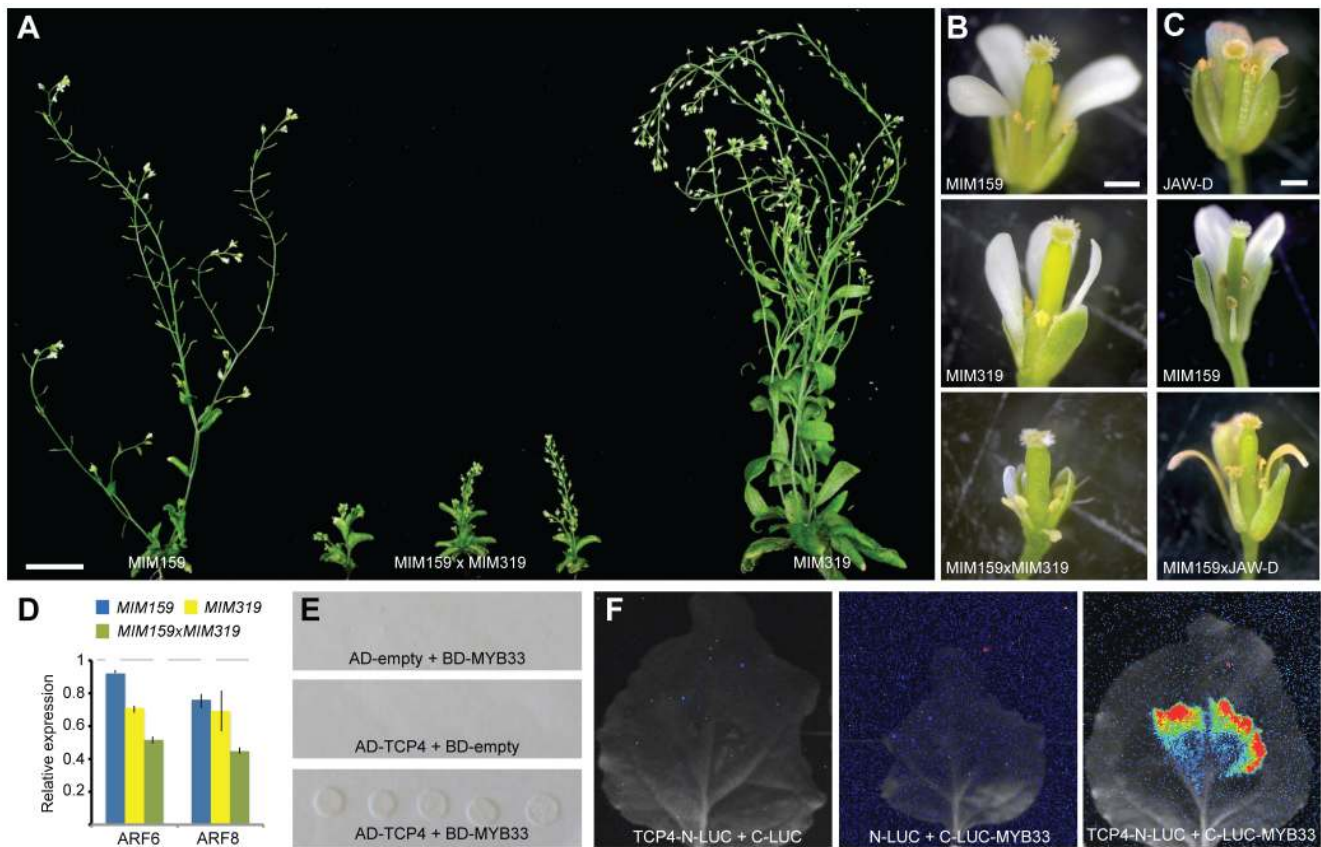 A
MIM159
MIM159 x MIM319
MIM319
B
MIM159
MIM319
MIM159xMIM319
C
JAW-D
MIM159
MIM159xJAW-D
D
MIM159 MIM319
MIM159xMIM319
Relative expression
1
0.8
0.6
0.4
0.2
ARF6 ARF8
E
AD-empty + BD-MYB33
AD-TCP4 + BD-empty
AD-TCP4 + BD-MYB33
F
TCP4-N-LUC + C-LUC
N-LUC + C-LUC-MYB33
TCP4-N-LUC + C-LUC-MYB33